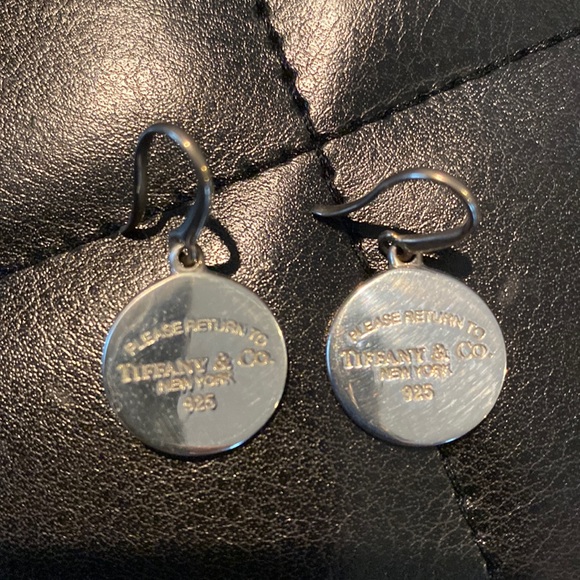 PLEASE RETURN TO
TIFFANY & CO.
NEW YORK
925
PLEASE RETURN TO
TIFFANY & CO.
NEW YORK
925